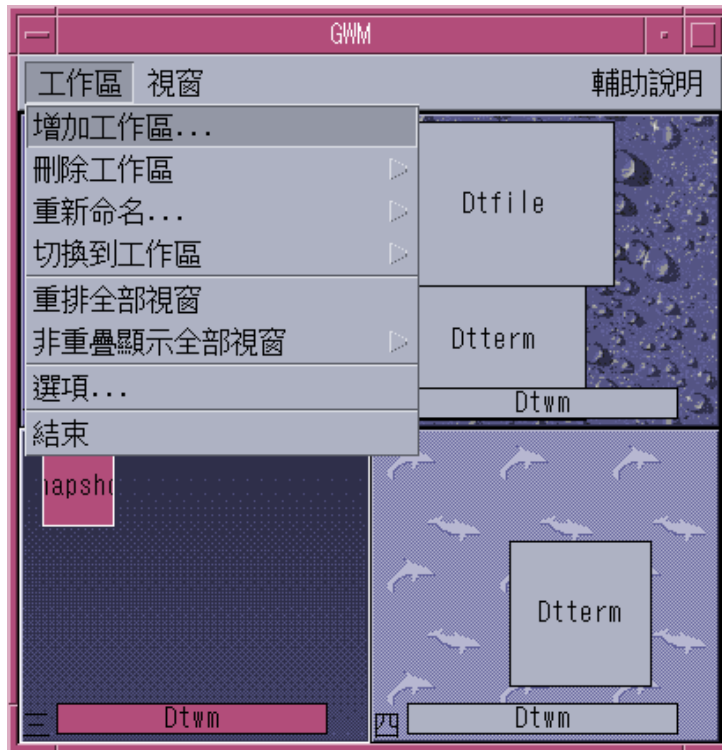 GWM
工作區 視窗 輔助說明
增加工作區...
刪除工作區
重新命名...
切換到工作區
重排全部視窗
非重疊顯示全部視窗
選項...
結束
Dtfile
Dtterm
Dtwm
apsh
Dtterm
三 Dtwm
四 Dtwm